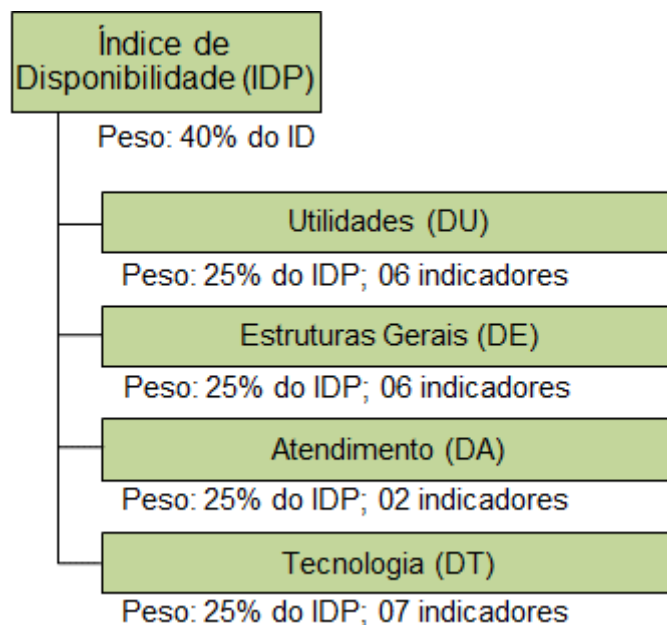 Índice de
Disponibilidade (IDP)
Peso: 40% do ID
Utilidades (DU)
Peso: 25% do IDP; 06 indicadores
Estruturas Gerais (DE)
Peso: 25% do IDP; 06 indicadores
Atendimento (DA)
Peso: 25% do IDP; 02 indicadores
Tecnologia (DT)
Peso: 25% do IDP; 07 indicadores